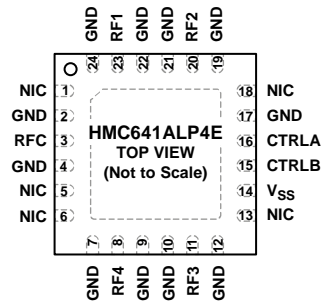 GND RF1 GND GND RF2 GND
24 23 22 21 20 19
NIC 1
GND 2
RFC 3
GND 4
NIC 5
NIC 6
HMC641ALP4E
TOP VIEW
(Not to Scale)
18 NIC
17 GND
16 CTRLA
15 CTRLB
14 VSS
13 NIC
7 8 9 10 11 12
GND RF4 GND GND RF3 GND